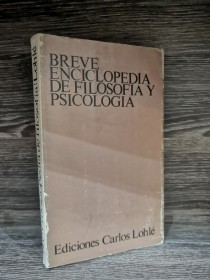 BREVE
ENCICLOPEDIA
DE FILOSOFIA Y
PSICOLOGIA
Ediciones Carlos Lohlé